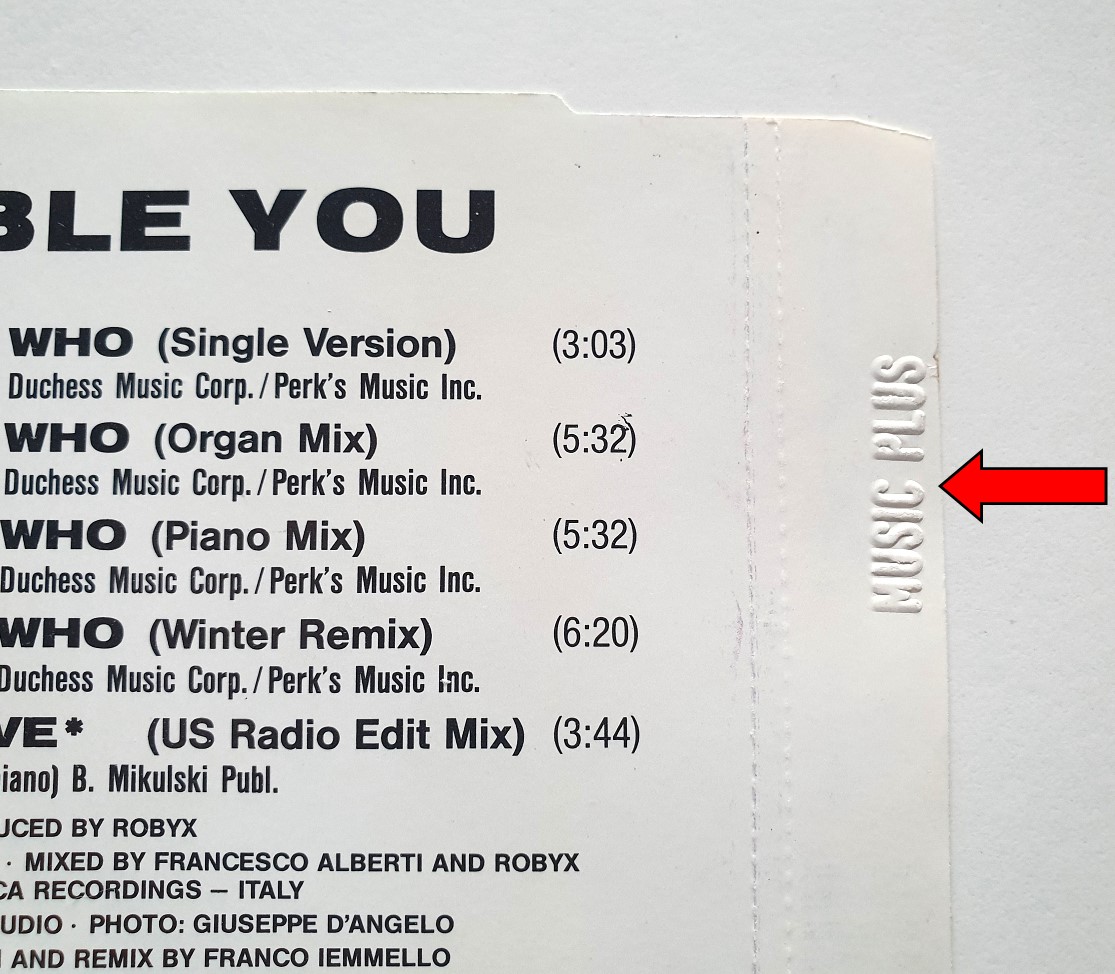 BLE YOU
WHO (Single Version) (3:03)
Duchess Music Corp./Perk's Music Inc.
WHO (Organ Mix) (5:32)
Duchess Music Corp./Perk's Music Inc.
WHO (Piano Mix) (5:32)
Duchess Music Corp./Perk's Music Inc.
WHO (Winter Remix) (6:20)
Duchess Music Corp./Perk's Music Inc.
VE* (US Radio Edit Mix) (3:44)
iano) B. Mikulski Publ.
UCED BY ROBYX
· MIXED BY FRANCESCO ALBERTI AND ROBYX
CA RECORDINGS – ITALY
UDIO · PHOTO: GIUSEPPE D'ANGELO
AND REMIX BY FRANCO IEMMELLO
MUSIC PLUS